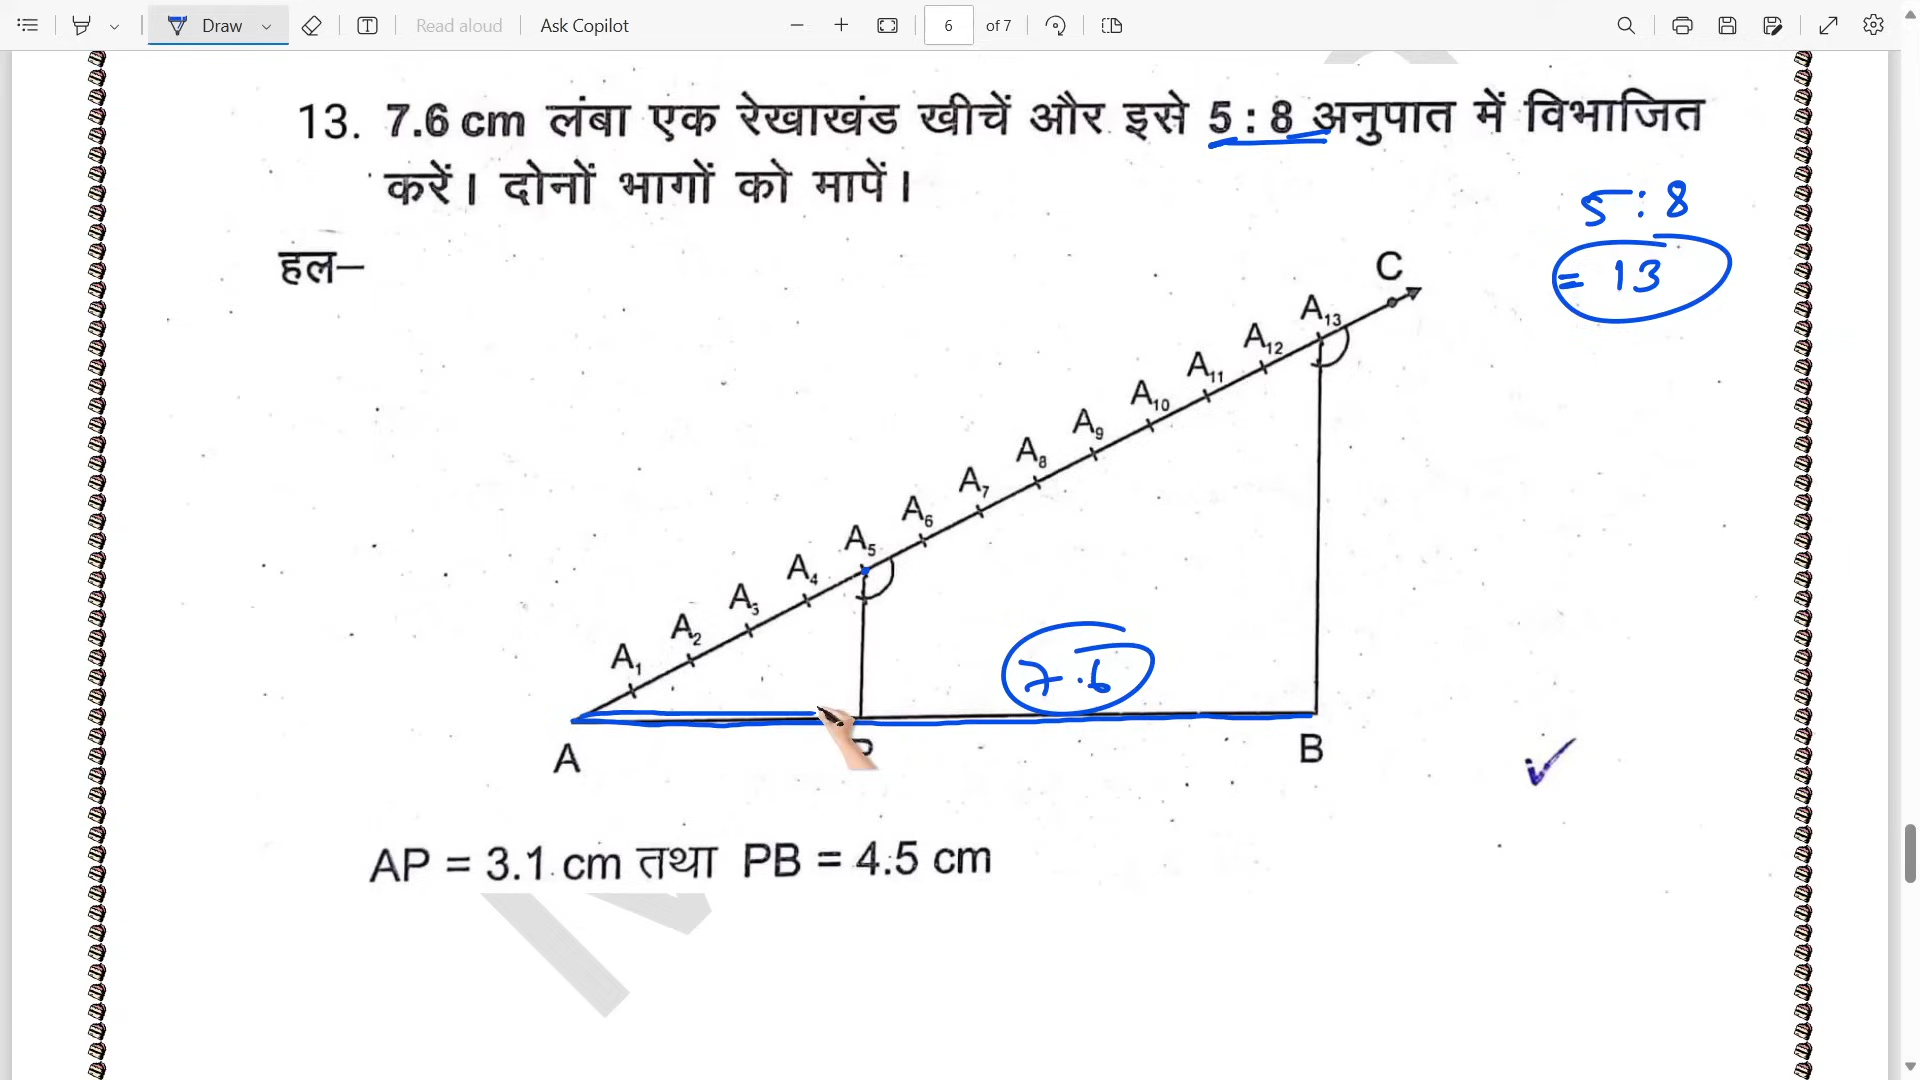 Draw
Read aloud
Ask Copilot
6 of 7
13. 7.6 cm लंबा एक रेखाखंड खीचें और इसे 5 : 8 अनुपात में विभाजित
करें। दोनों भागों को मापें।
5 : 8
= 13
हल–
C
A₁₃
A₁₂
A₁₁
A₁₀
A₉
A₈
A₇
A₆
A₅
A₄
A₃
A₂
A₁
7.6
A
P
B
AP = 3.1 cm तथा PB = 4.5 cm